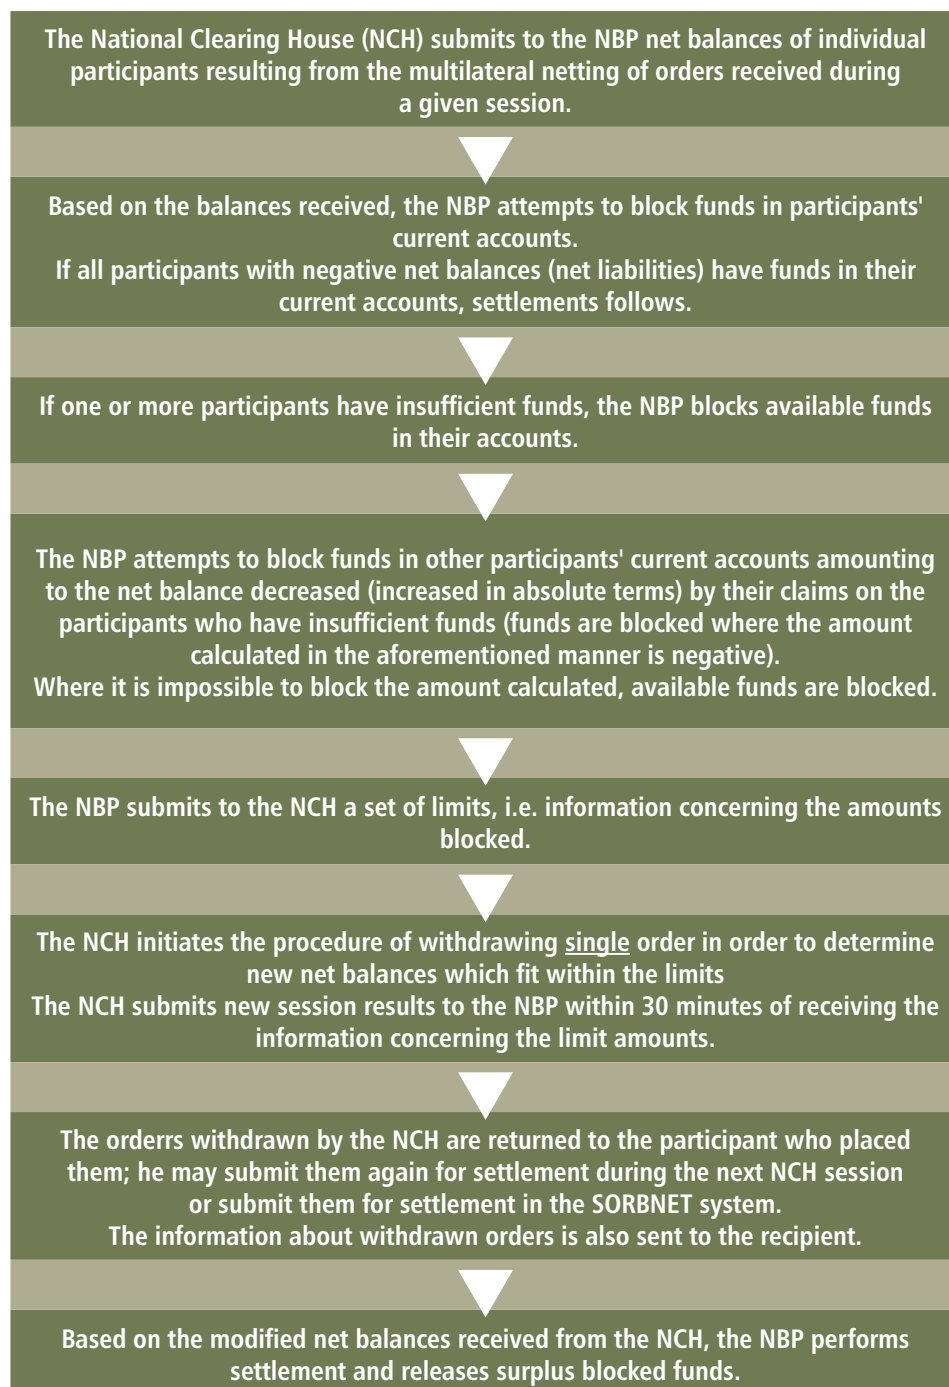 The National Clearing House (NCH) submits to the NBP net balances of individual
participants resulting from the multilateral netting of orders received during
a given session.
Based on the balances received, the NBP attempts to block funds in participants'
current accounts.
If all participants with negative net balances (net liabilities) have funds in their
current accounts, settlements follows.
If one or more participants have insufficient funds, the NBP blocks available funds
in their accounts.
The NBP attempts to block funds in other participants' current accounts amounting
to the net balance decreased (increased in absolute terms) by their claims on the
participants who have insufficient funds (funds are blocked where the amount
calculated in the aforementioned manner is negative).
Where it is impossible to block the amount calculated, available funds are blocked.
The NBP submits to the NCH a set of limits, i.e. information concerning the amounts
blocked.
The NCH initiates the procedure of withdrawing single order in order to determine
new net balances which fit within the limits
The NCH submits new session results to the NBP within 30 minutes of receiving the
information concerning the limit amounts.
The orderrs withdrawn by the NCH are returned to the participant who placed
them; he may submit them again for settlement during the next NCH session
or submit them for settlement in the SORBNET system.
The information about withdrawn orders is also sent to the recipient.
Based on the modified net balances received from the NCH, the NBP performs
settlement and releases surplus blocked funds.